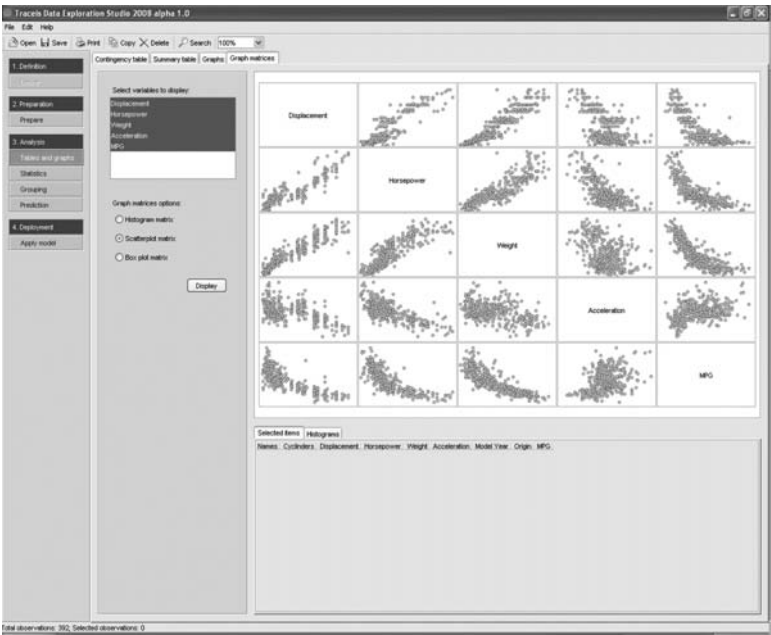 Traceis Data Exploration Studio 2008 alpha 1.0
File Edit Help
Open Save Print Copy Delete Search 100%
Contingency table Summary table Graphs Graph matrices
1. Definition
2. Preparation
Prepare
3. Analysis
Tables and graphs
Statistics
Grouping
Prediction
4. Deployment
Apply model
Select variables to display:
Displacement
Horsepower
Weight
Acceleration
MPG
Graph matrices options:
Histogram matrix
Scatterplot matrix
Box plot matrix
Display
Displacement
Horsepower
Weight
Acceleration
MPG
Selected items Histograms
Names Cyclinders Displacement Horsepower Weight Acceleration Model Year Origin MPG
Total observations: 392, Selected observations: 0